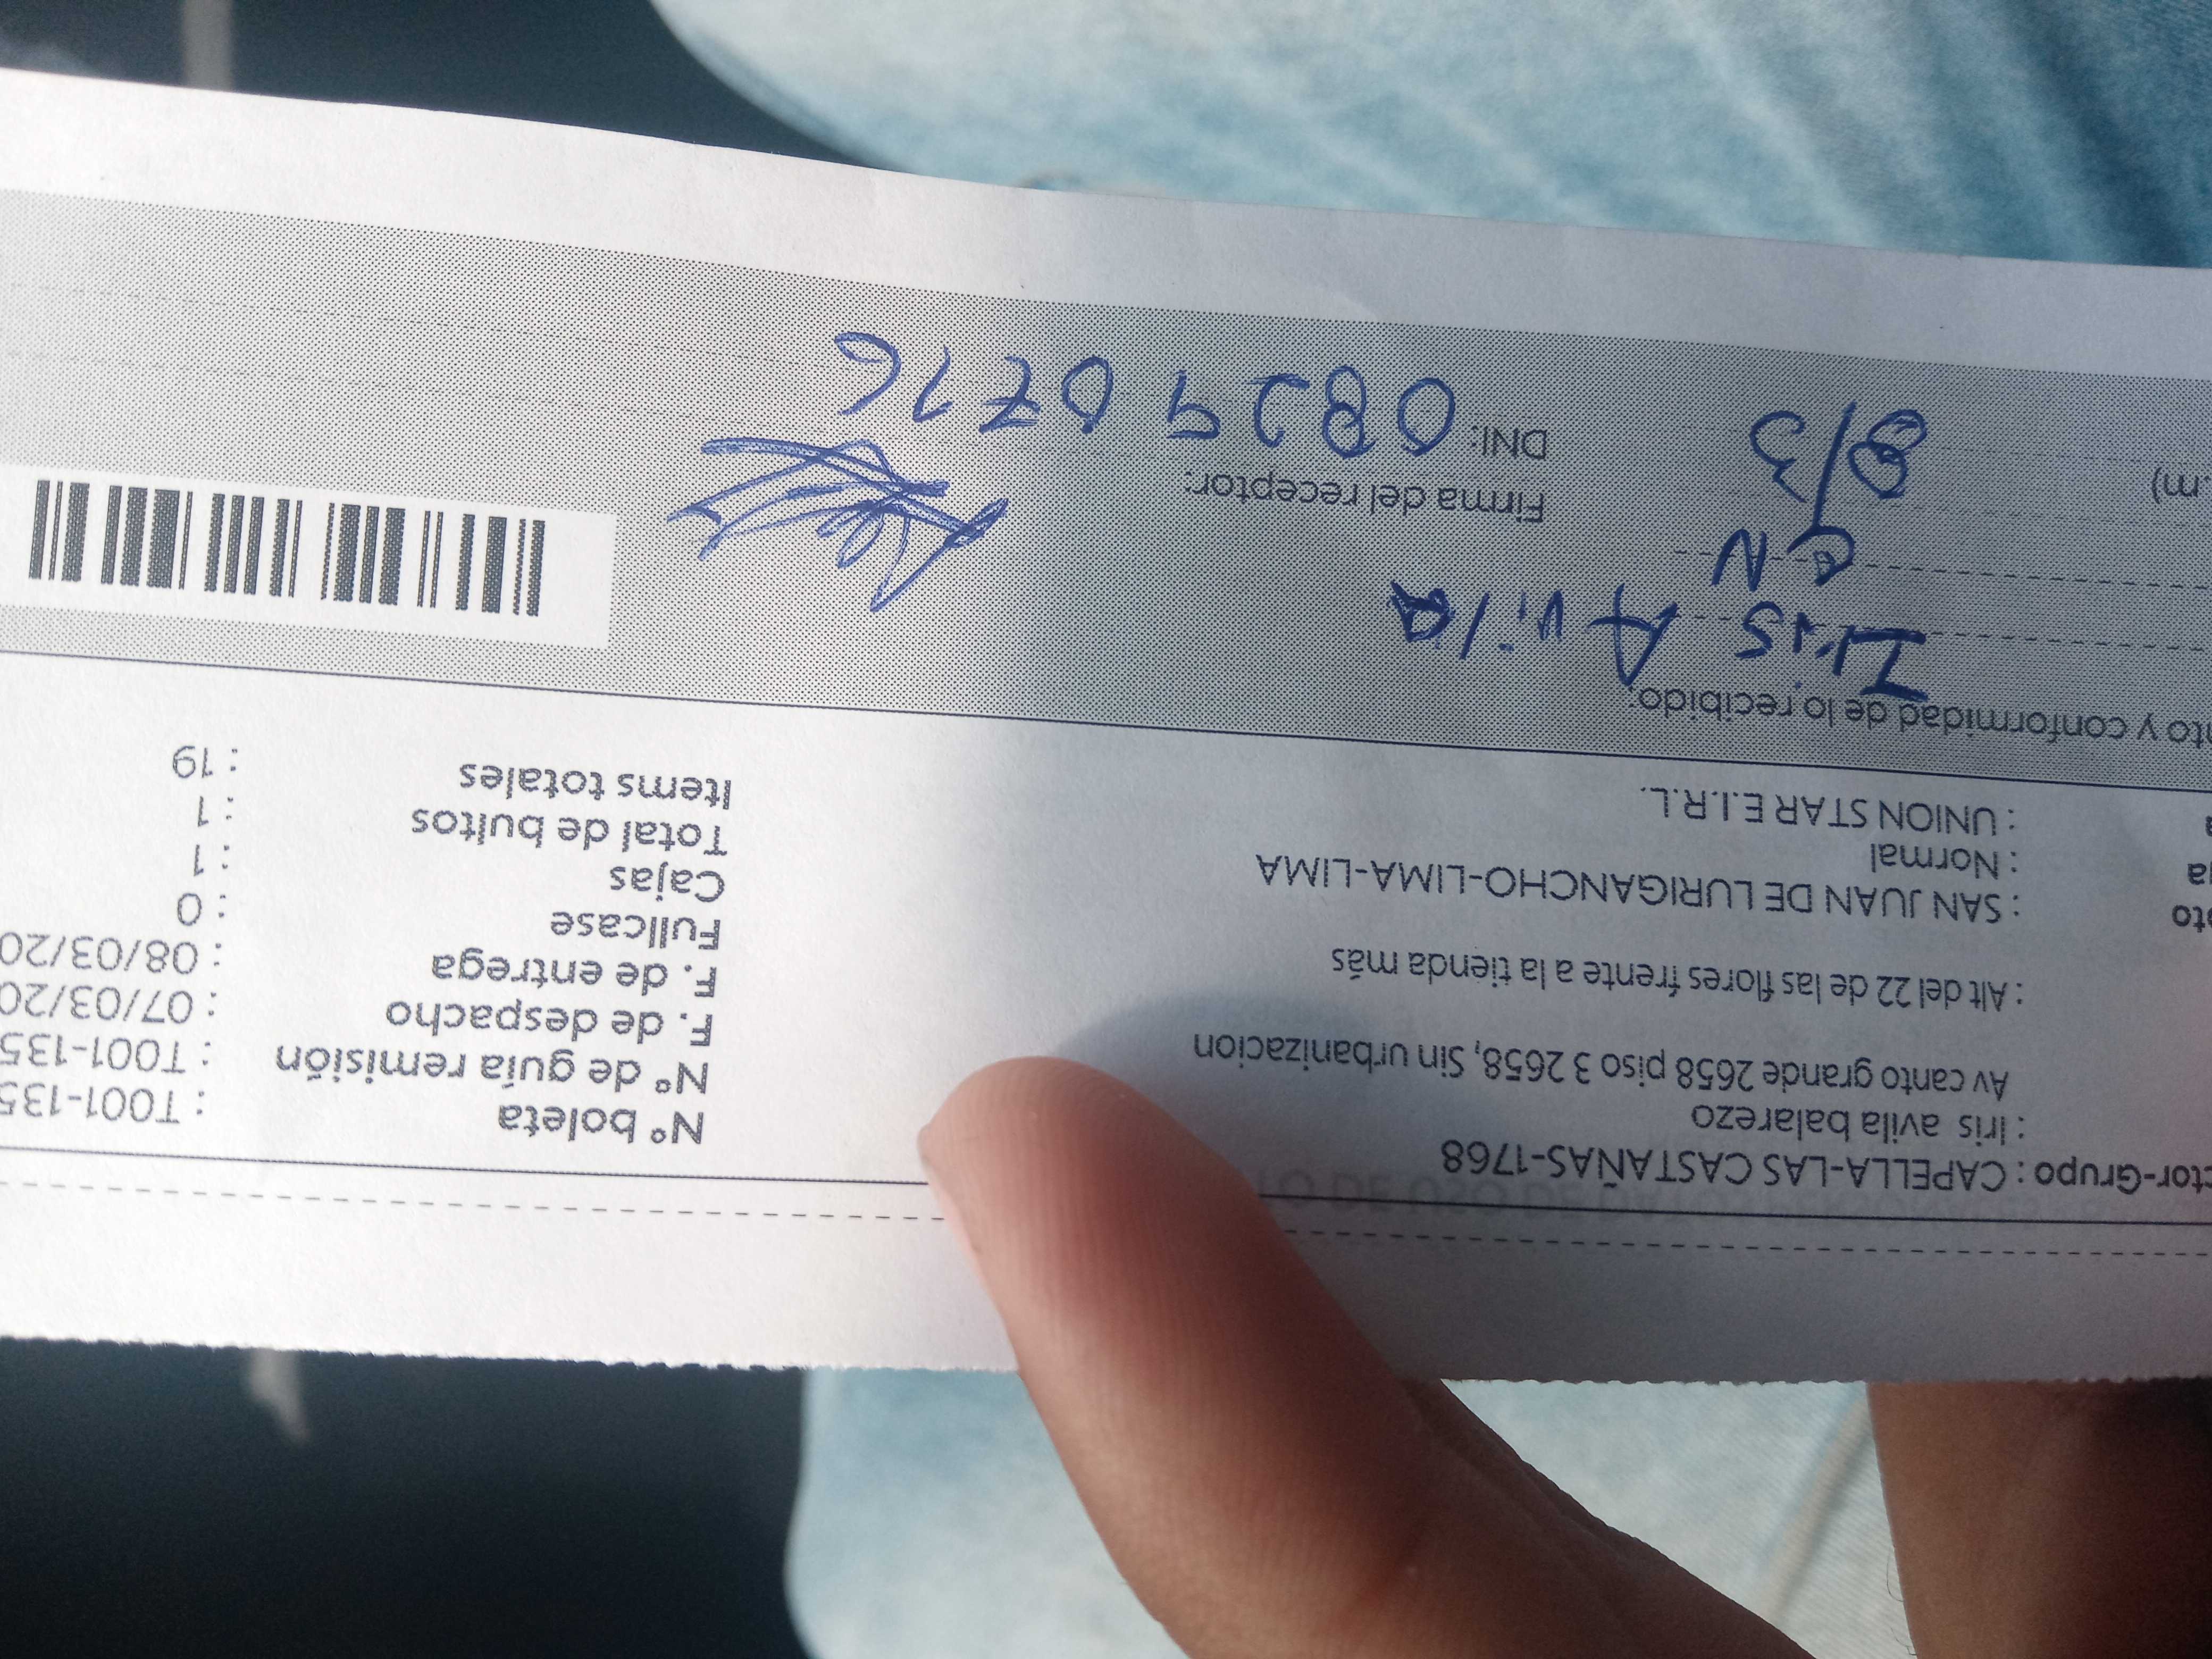 ctor-Grupo : CAPELLA-LAS CASTAÑAS-1768
: Iris avila balarezo
Av canto grande 2658 piso 3 2658, Sin urbanizacion
: Alt del 22 de las flores frente a la tienda más
: SAN JUAN DE LURIGANCHO-LIMA-LIMA
: Normal
: UNION STAR E.I.R.L.
N° boleta : T001-135
N° de guía remisión : T001-135
F. de despacho : 07/03/20
F. de entrega : 08/03/20
Fullcase : 0
Cajas : 1
Total de bultos : 1
Items totales : 19
y conformidad de lo recibido:
Iris Avila
CN
8/3
.m)
Firma del receptor:
DNI: